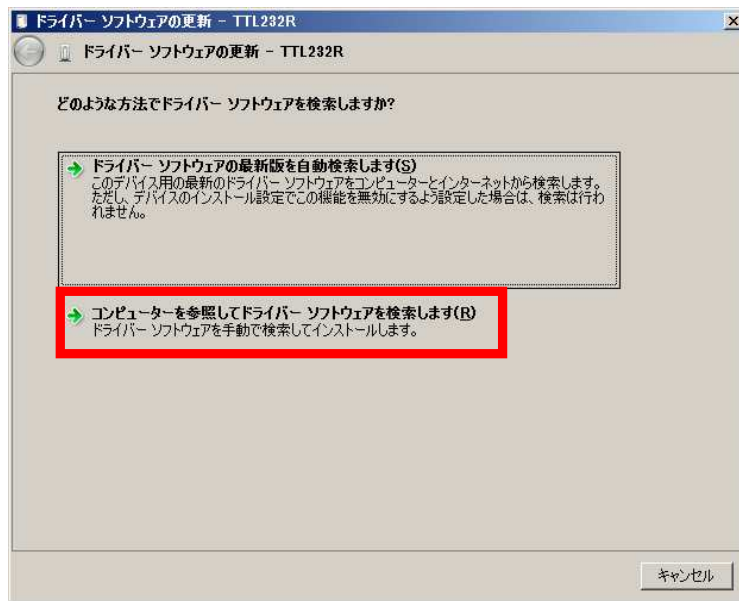 ドライバー ソフトウェアの更新 - TTL232R
ドライバー ソフトウェアの更新 - TTL232R
どのような方法でドライバー ソフトウェアを検索しますか?
ドライバー ソフトウェアの最新版を自動検索します(S)
このデバイス用の最新のドライバー ソフトウェアをコンピューターとインターネットから検索します。
ただし、デバイスのインストール設定でこの機能を無効にするよう設定した場合は、検索は行わ
れません。
コンピューターを参照してドライバー ソフトウェアを検索します(R)
ドライバー ソフトウェアを手動で検索してインストールします。
キャンセル